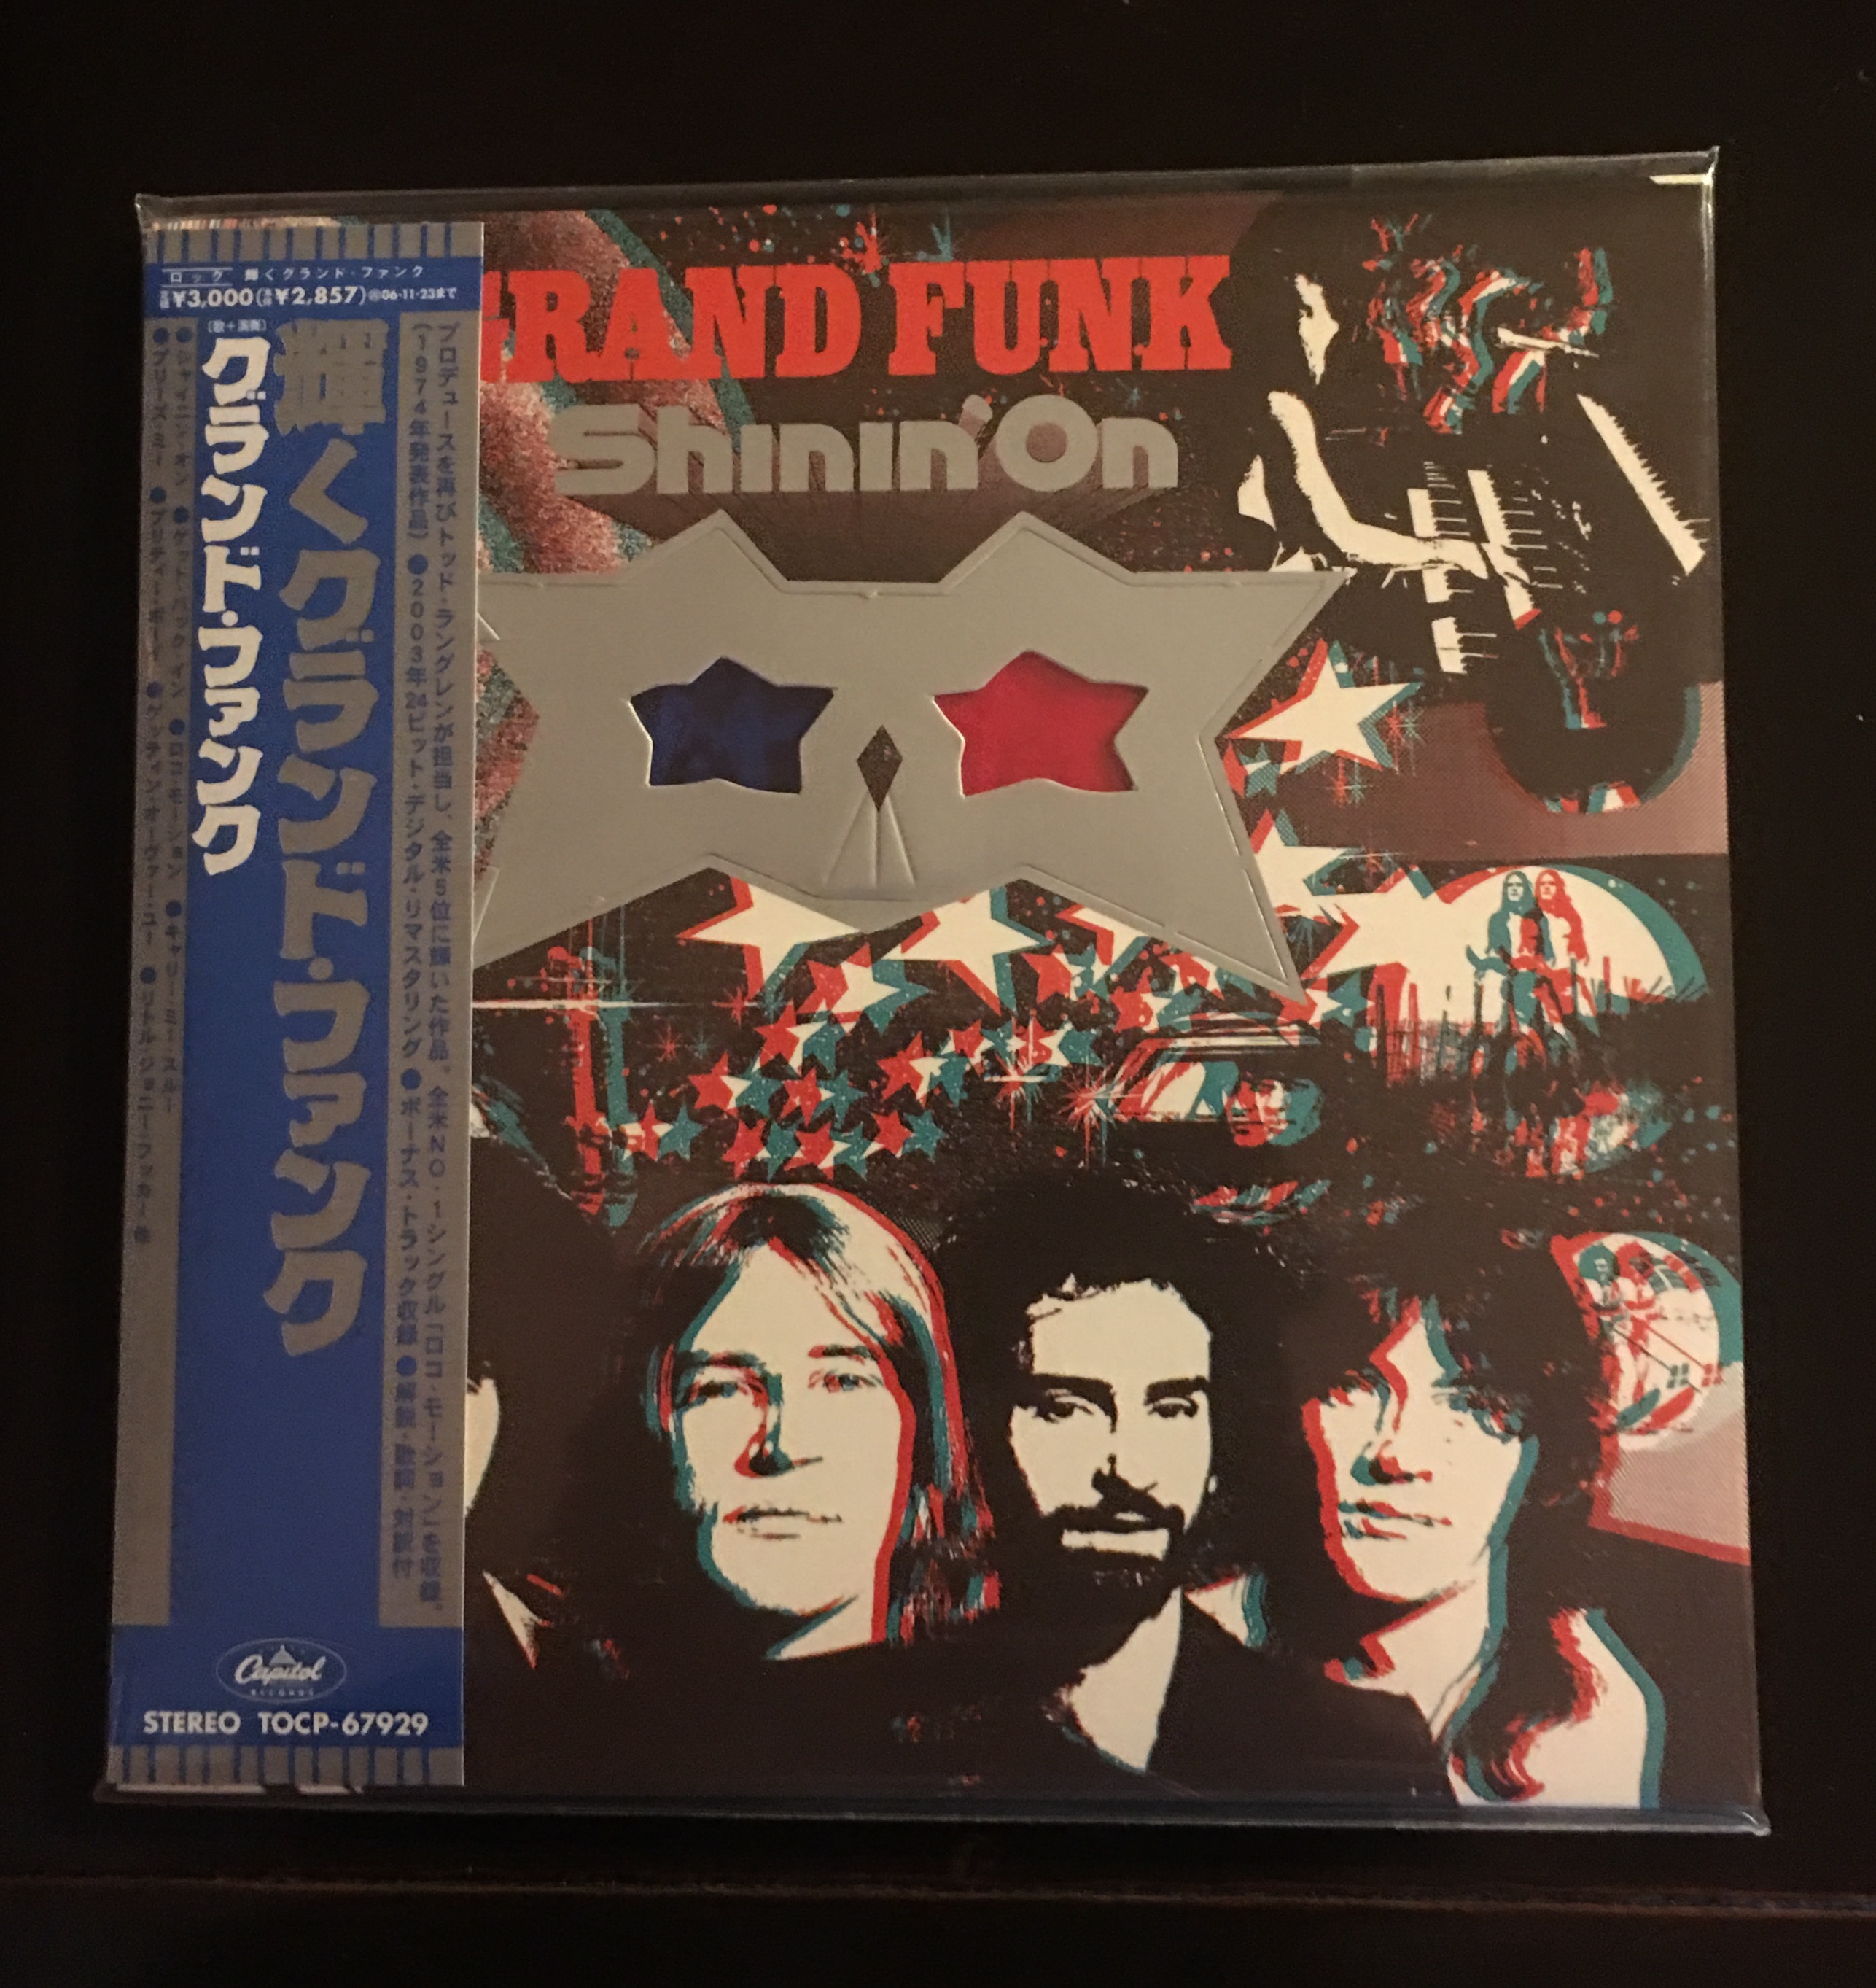 ロック 輝くグランド・ファンク
¥3,000(¥2,857) 06・11・23まで
プロデュースを再びトッド・ラングレンが担当し、全米5位に輝いた作品。全米NO.1シングル「ロコ・モーション」を収録。
(1974年発表作品) ●2003年24ビット・デジタル・リマスタリング ●ボーナス・トラック収録 ●解説・歌詞・対訳付
輝くグランド・ファンク
(歌+演奏)
グランド・ファンク
●シャイニン・オン ●ゲット・バック・イン ●ロコ・モーション ●キャリー・ミー・スルー
●プリーズ・ミー ●プリティ・ボーイ ●ゲッティン・オーヴァー・ユー ●リトル・ジョニー・フッカー 他
Capitol
RECORDS
STEREO TOCP-67929
GRAND FUNK
Shinin' On